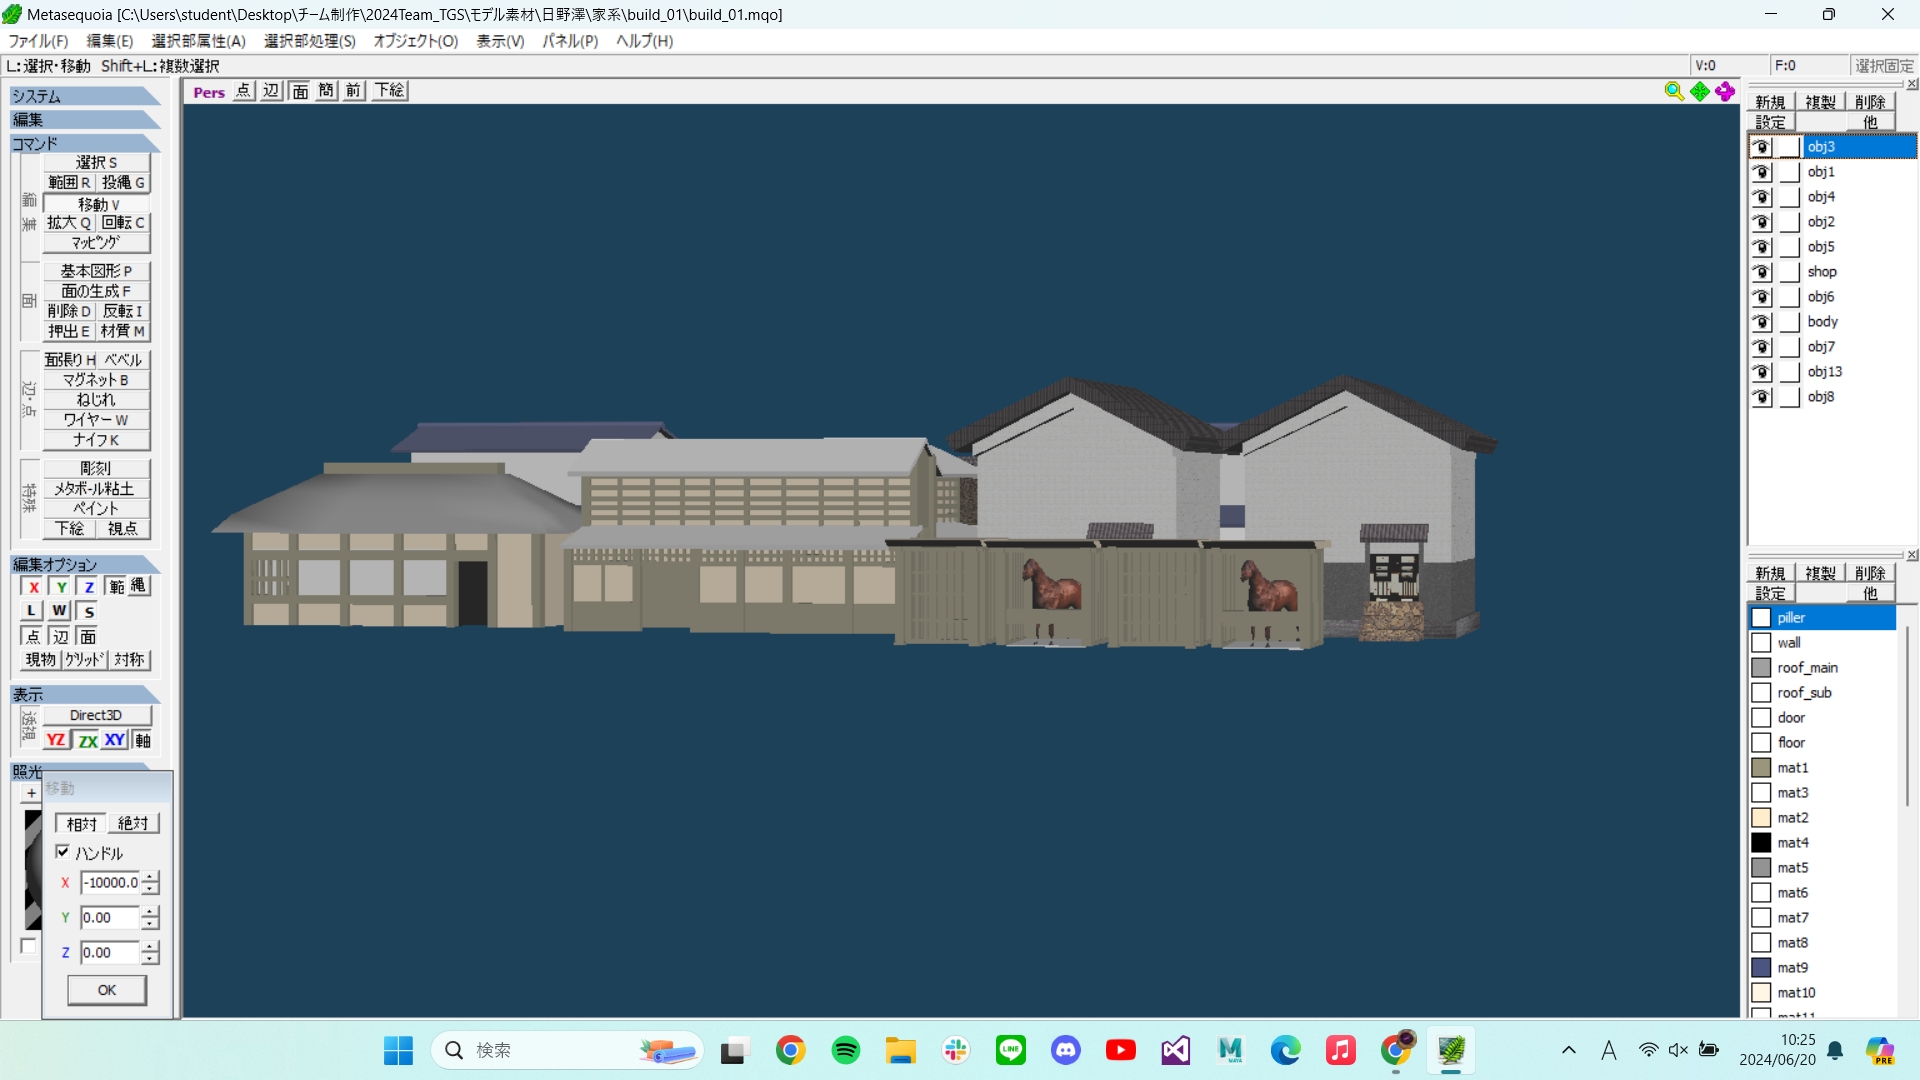 Metasequoia [C:\Users\student\Desktop\チーム制作\2024Team_TGS\モデル素材\日野澤\家系\build_01\build_01.mqo]
ファイル(F) 編集(E) 選択部属性(A) 選択部処理(S) オブジェクト(O) 表示(V) パネル(P) ヘルプ(H)
L:選択・移動 Shift+L:複数選択
V:0
F:0
選択固定
Pers 点 辺 面 簡 前 下絵
システム
編集
コマンド
編集
選択 S
範囲 R 投縄 G
移動 V
拡大 Q 回転 C
マッピング
面
基本図形 P
面の生成 F
削除 D 反転 I
押出 E 材質 M
辺・点
面張り H ベベル
マグネット B
ねじれ
ワイヤー W
ナイフ K
特殊
彫刻
メタボール粘土
ペイント
下絵 視点
編集オプション
X Y Z 範 縄
L W S
点 辺 面
現物 グリッド 対称
表示
透視
Direct3D
YZ ZX XY 軸
照光
+
移動
相対 絶対
ハンドル
X -10000.0
Y 0.00
Z 0.00
OK
新規 複製 削除
設定 他
obj3
obj1
obj4
obj2
obj5
shop
obj6
body
obj7
obj13
obj8
新規 複製 削除
設定 他
piller
wall
roof_main
roof_sub
door
floor
mat1
mat3
mat2
mat4
mat5
mat6
mat7
mat8
mat9
mat10
mat11
検索
LINE
MAYA
A
10:25
2024/06/20
PRE